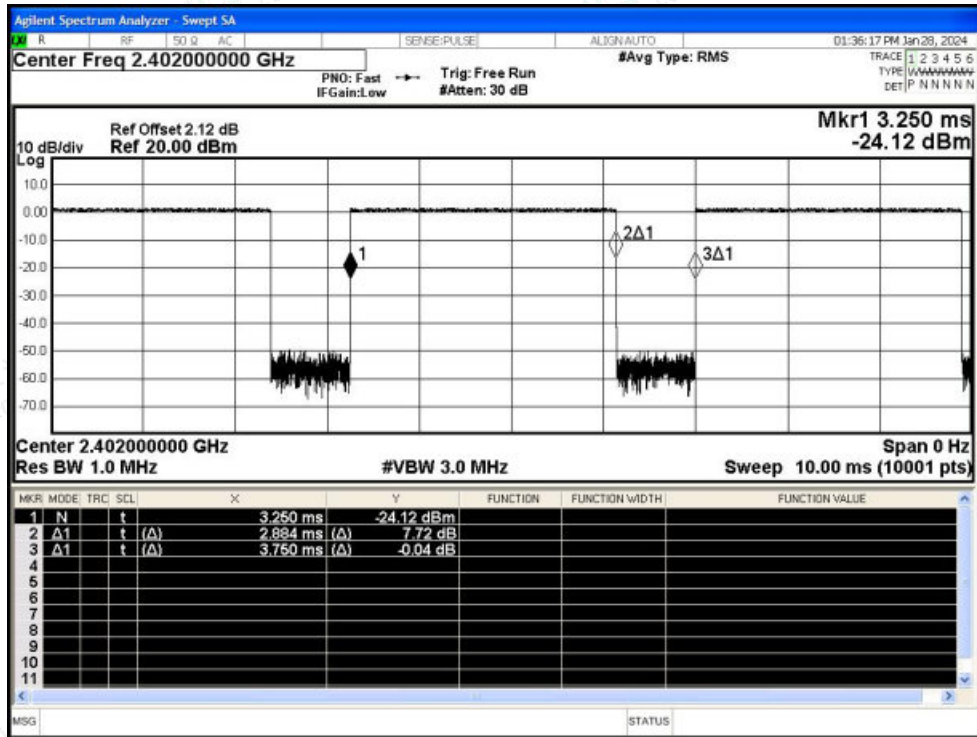 Agilent Spectrum Analyzer - Swept SA
R RF 50 Ω AC SENSE:PULSE ALIGN AUTO 01:36:17 PM Jan 28, 2024
Center Freq 2.402000000 GHz #Avg Type: RMS TRACE 1 2 3 4 5 6
PNO: Fast Trig: Free Run TYPE
IFGain:Low #Atten: 30 dB DET P N N N N N
Mkr1 3.250 ms
Ref Offset 2.12 dB
10 dB/div Ref 20.00 dBm -24.12 dBm
Log
10.0
0.00
-10.0
-20.0
-30.0
-40.0
-50.0
-60.0
-70.0
1
2Δ1
3Δ1
Center 2.402000000 GHz Span 0 Hz
Res BW 1.0 MHz #VBW 3.0 MHz Sweep 10.00 ms (10001 pts)
MKR MODE TRC SCL X Y FUNCTION FUNCTION WIDTH FUNCTION VALUE
1 N t 3.250 ms -24.12 dBm
2 Δ1 t (Δ) 2.884 ms (Δ) 7.72 dB
3 Δ1 t (Δ) 3.750 ms (Δ) -0.04 dB
4
5
6
7
8
9
10
11
MSG STATUS